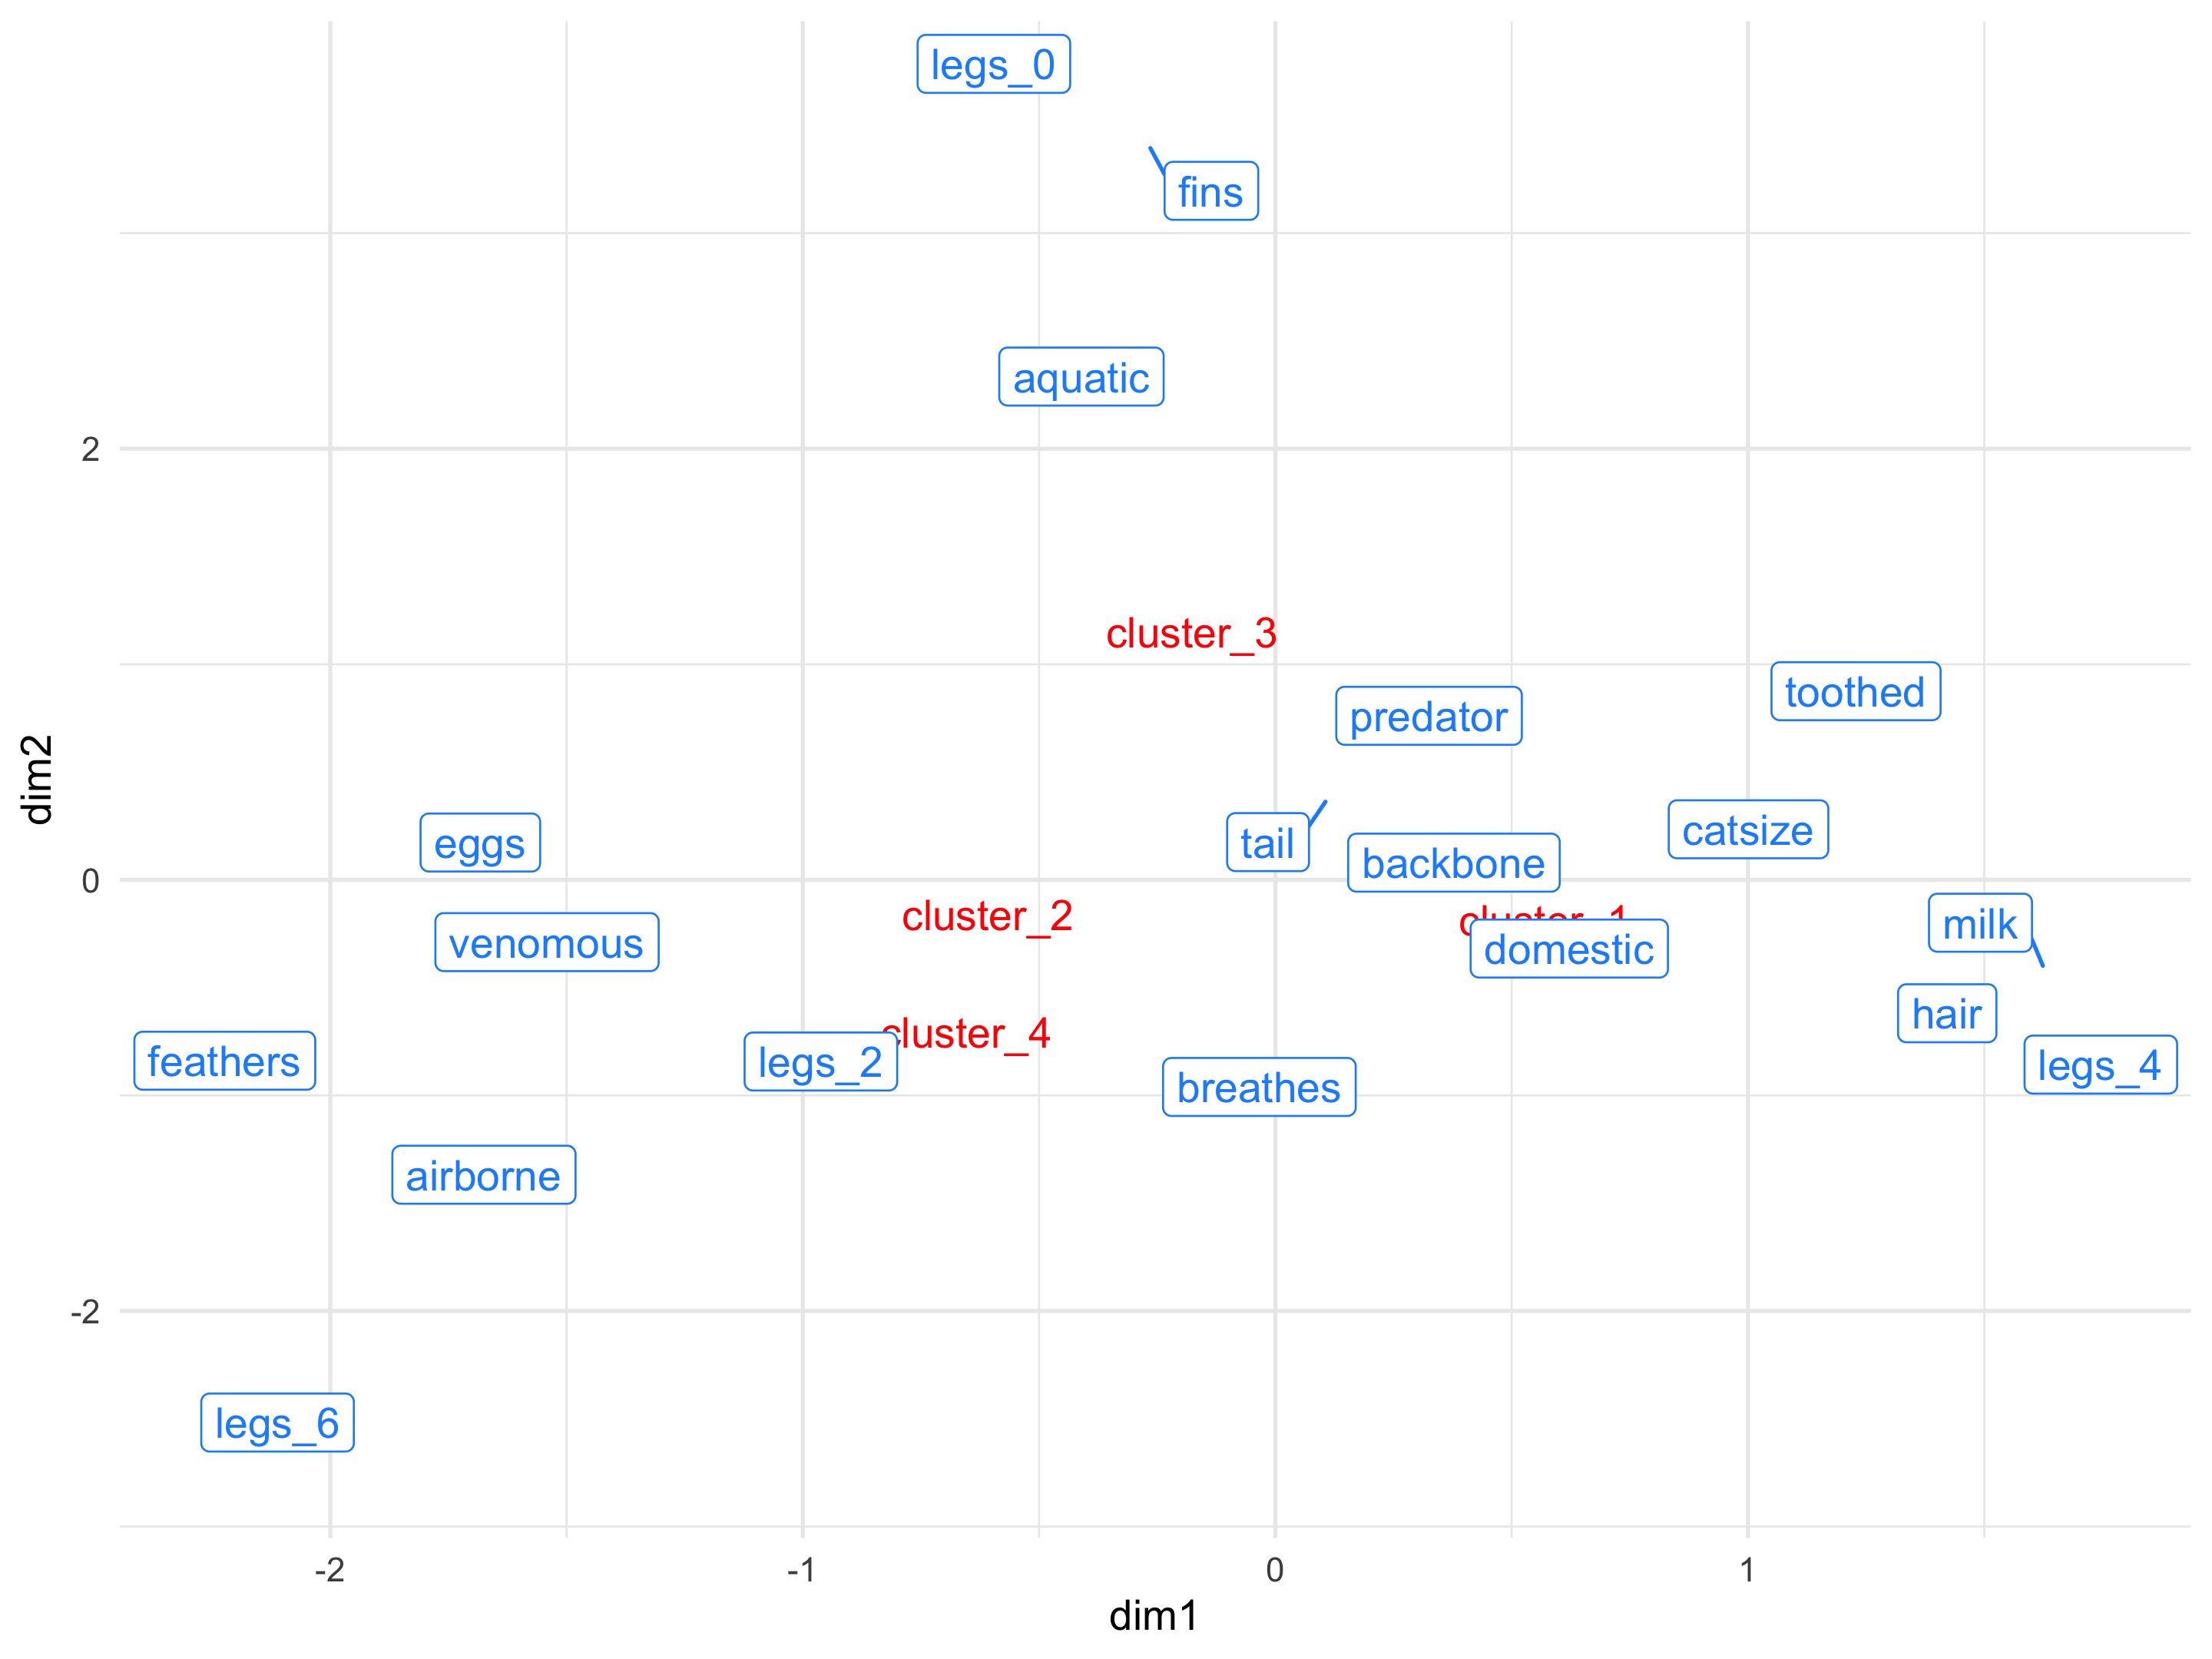 legs_0
fins
aquatic
2
cluster_3
toothed
predator
dim2
catsize
eggs
tail
backbone
0
cluster_2
cluster_1
milk
venomous
domestic
hair
cluster_4
feathers
legs_2
legs_4
breathes
airborne
-2
legs_6
-2
-1
0
1
dim1